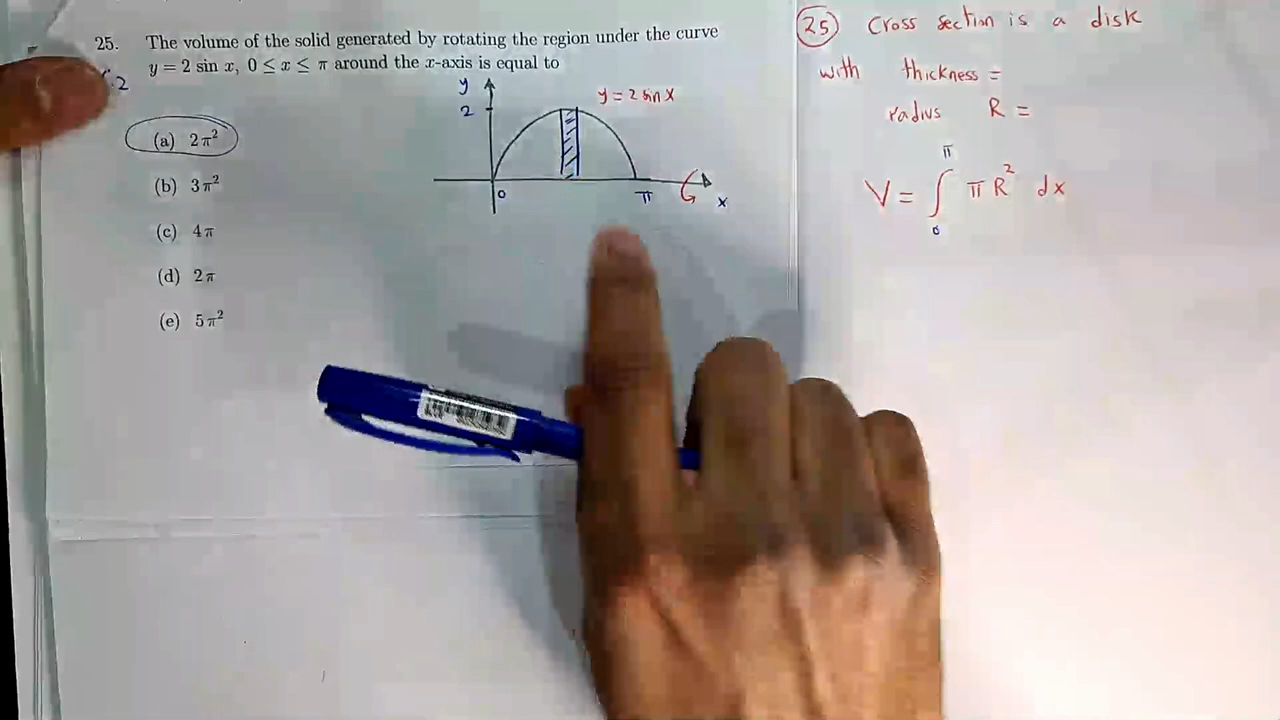 25. The volume of the solid generated by rotating the region under the curve
y = 2 sin x, 0 ≤ x ≤ π around the x-axis is equal to
(a) 2π²
(b) 3π²
(c) 4π
(d) 2π
(e) 5π²
y
2
y = 2 sin x
0
π
x
25 Cross section is a disk
with thickness =
radius R =
V = ∫₀^π π R² dx